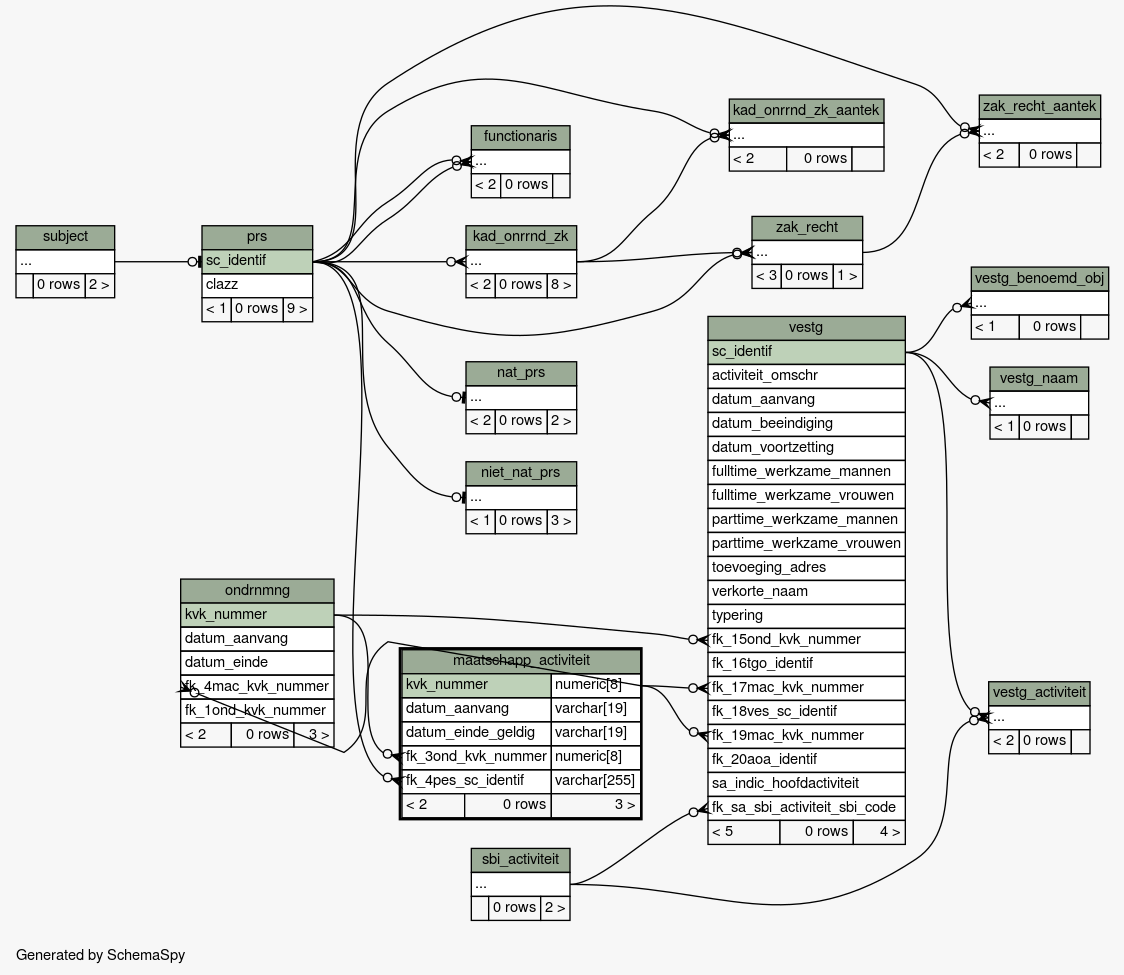 kad_onrrnd_zk_aantek
...
< 2 0 rows
zak_recht_aantek
...
< 2 0 rows
functionaris
...
< 2 0 rows
subject
...
0 rows 2 >
prs
sc_identif
clazz
< 1 0 rows 9 >
kad_onrrnd_zk
...
< 2 0 rows 8 >
zak_recht
...
< 3 0 rows 1 >
vestg_benoemd_obj
...
< 1 0 rows
vestg_naam
...
< 1 0 rows
nat_prs
...
< 2 0 rows 2 >
niet_nat_prs
...
< 1 0 rows 3 >
vestg
sc_identif
activiteit_omschr
datum_aanvang
datum_beeindiging
datum_voortzetting
fulltime_werkzame_mannen
fulltime_werkzame_vrouwen
parttime_werkzame_mannen
parttime_werkzame_vrouwen
toevoeging_adres
verkorte_naam
typering
fk_15ond_kvk_nummer
fk_16tgo_identif
fk_17mac_kvk_nummer
fk_18ves_sc_identif
fk_19mac_kvk_nummer
fk_20aoa_identif
sa_indic_hoofdactiviteit
fk_sa_sbi_activiteit_sbi_code
< 5 0 rows 4 >
ondrnmng
kvk_nummer
datum_aanvang
datum_einde
fk_4mac_kvk_nummer
fk_1ond_kvk_nummer
< 2 0 rows 3 >
maatschapp_activiteit
kvk_nummer numeric[8]
datum_aanvang varchar[19]
datum_einde_geldig varchar[19]
fk_3ond_kvk_nummer numeric[8]
fk_4pes_sc_identif varchar[255]
< 2 0 rows 3 >
vestg_activiteit
...
< 2 0 rows
sbi_activiteit
...
0 rows 2 >
Generated by SchemaSpy